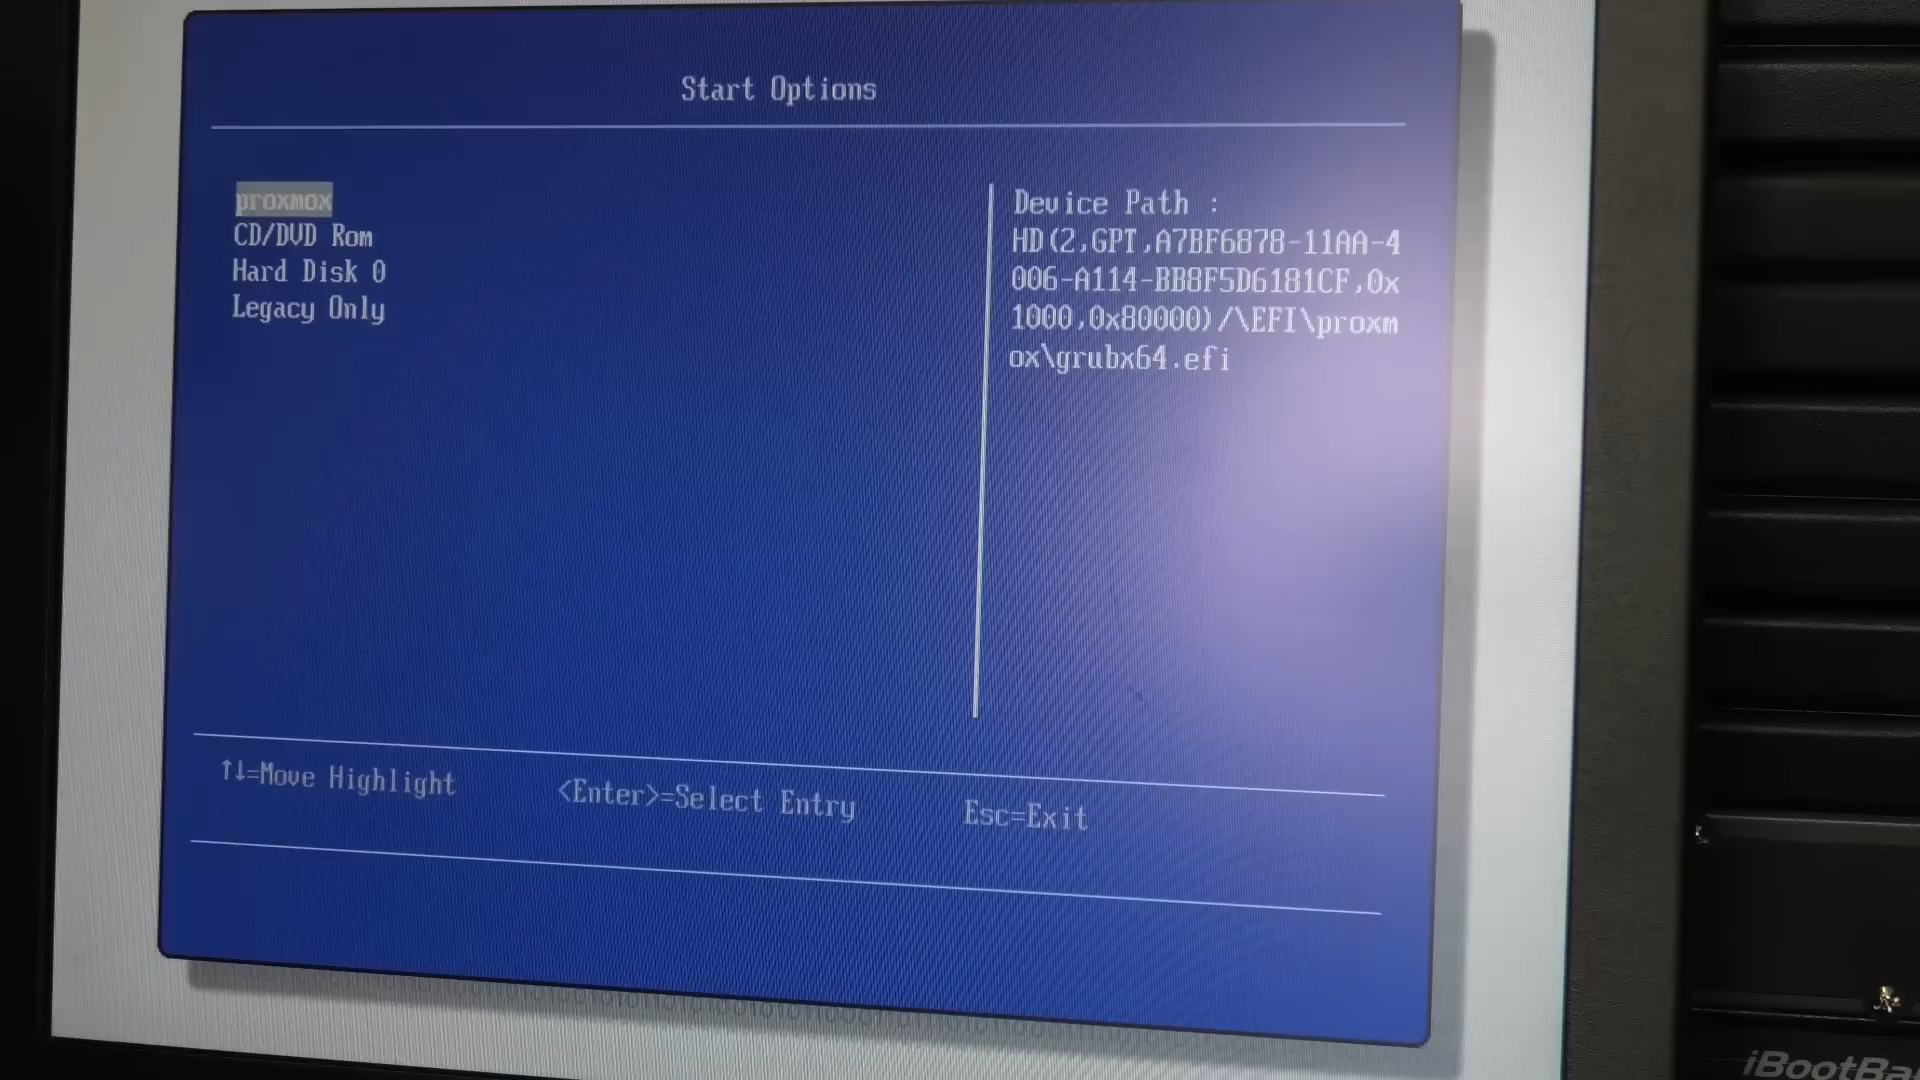 Start Options
proxmox
CD/DVD Rom
Hard Disk 0
Legacy Only
Device Path :
HD(2,GPT,A7BF6878-11AA-4
006-A114-BB8F5D6181CF,0x
1000,0x80000)/\EFI\proxm
ox\grubx64.efi
↑↓=Move Highlight
<Enter>=Select Entry
Esc=Exit